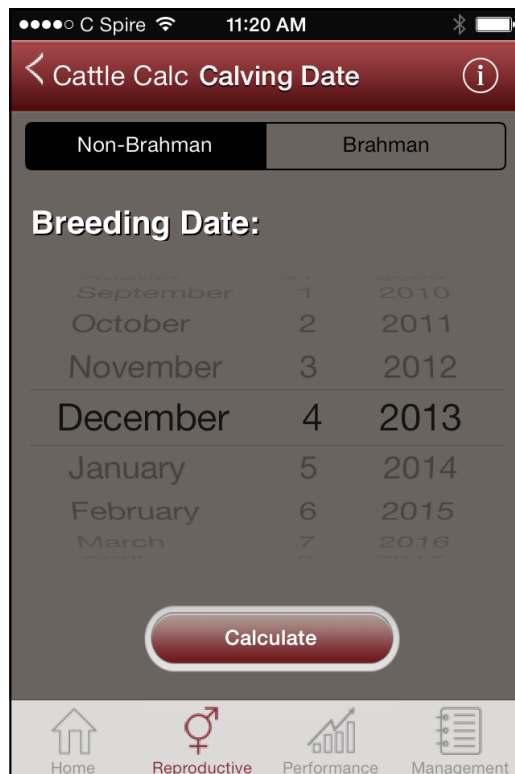 C Spire 11:20 AM
Cattle Calc Calving Date i
Non-Brahman Brahman
Breeding Date:
August 31
September 1 2010
October 2 2011
November 3 2012
December 4 2013
January 5 2014
February 6 2015
March 7 2016
Calculate
Home Reproductive Performance Management